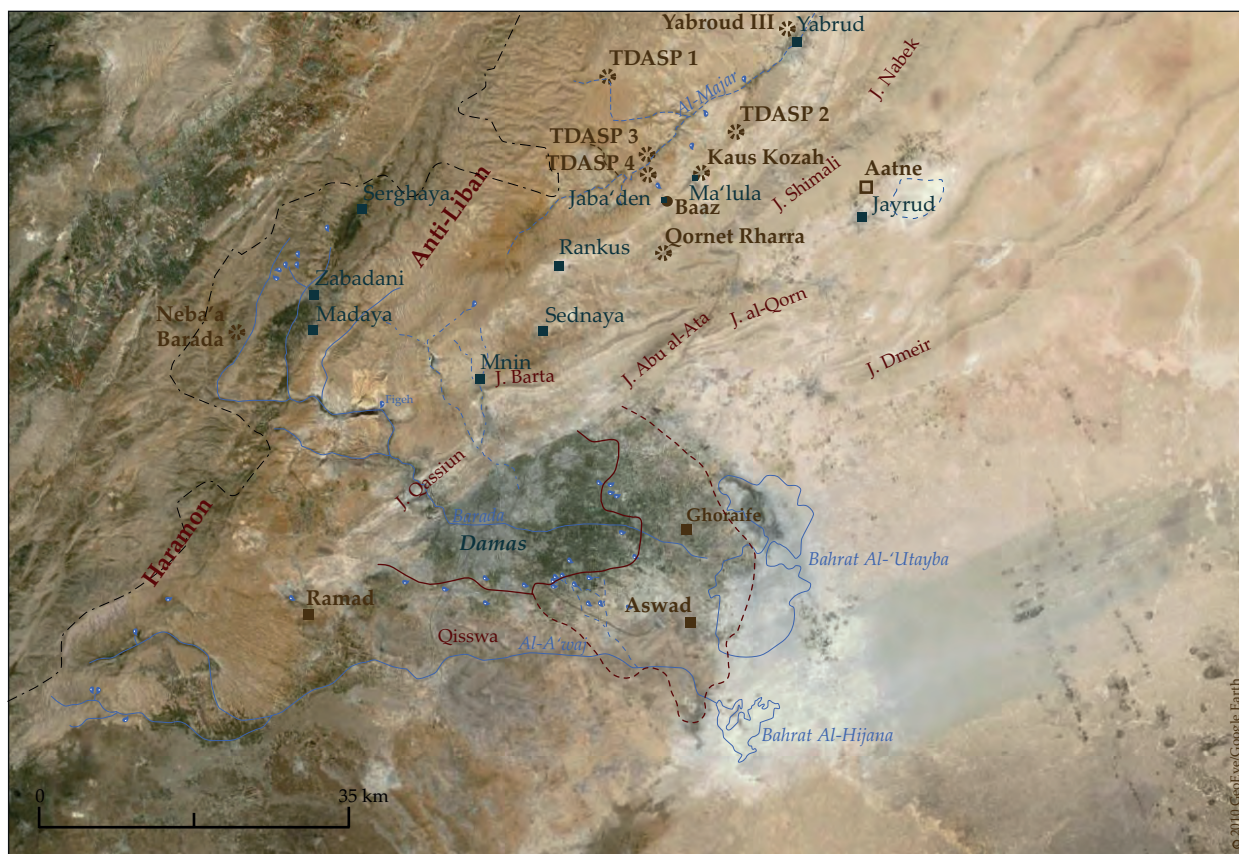 Yabroud III
Yabrud
TDASP 1
J. Nabek
Al-Majar
TDASP 2
TDASP 3
TDASP 4
Kaus Kozah
Ma‘lula
J. Shimali
Aatne
Jayrud
Jaba‘den
Baaz
Serghaya
Anti-Liban
Qornet Rharra
Rankus
Zabadani
Neba'a
Barada
Madaya
Sednaya
J. Abu al-Ata
J. al-Qorn
J. Dmeir
Mnin
J. Barta
Figeh
J. Qassiun
Barada
Damas
Ghoraife
Bahrat Al-‘Utayba
Haramon
Ramad
Aswad
Qisswa
Al-A‘waj
Bahrat Al-Hijana
0
35 km
© 2010 GeoEye/Google Earth